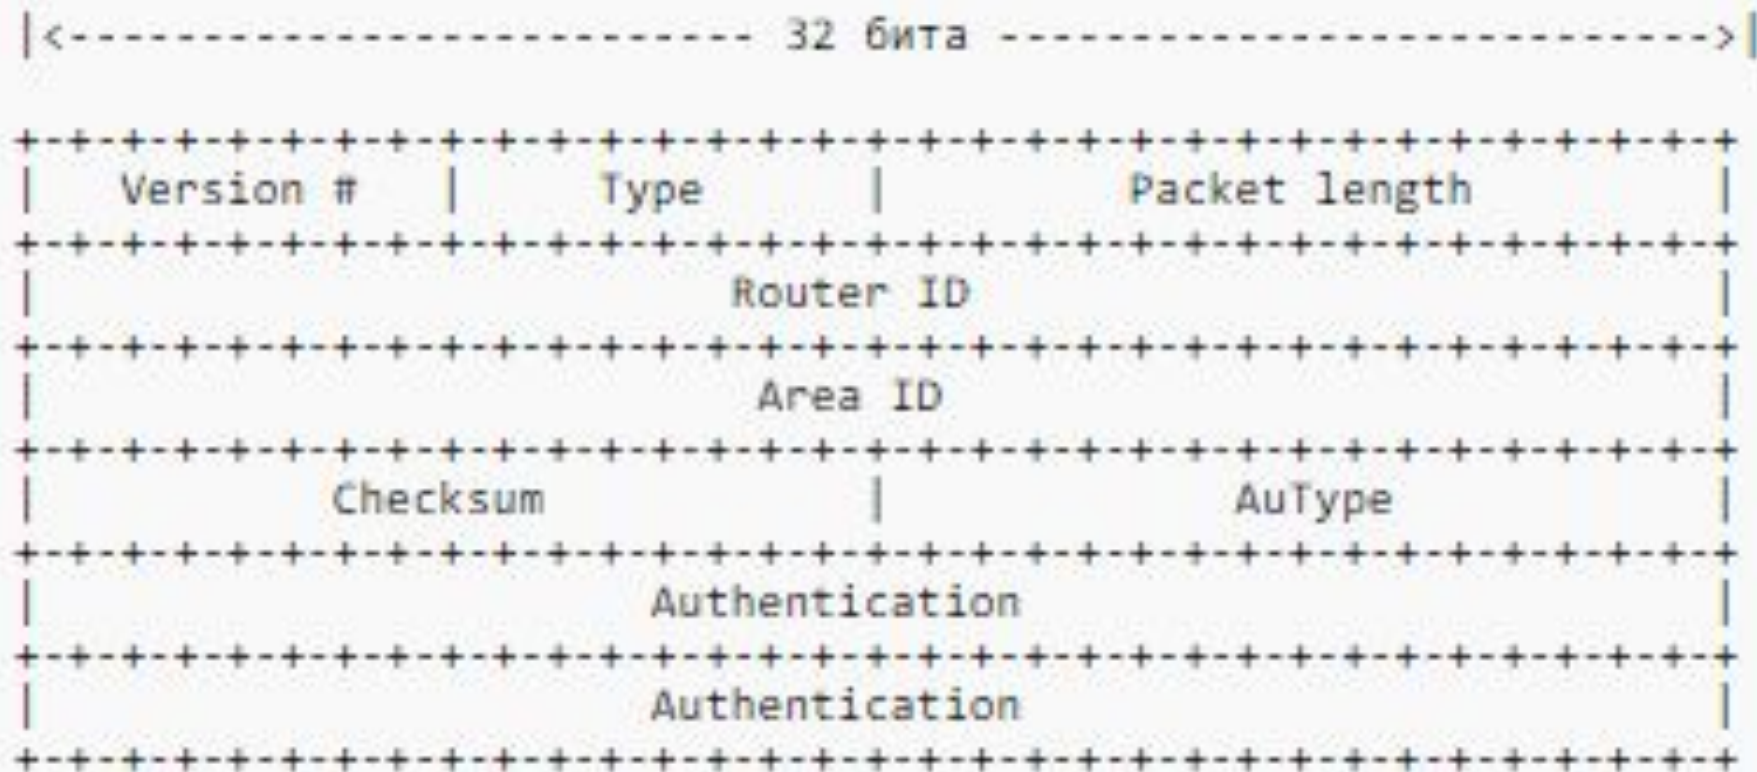 |<-------------------------- 32 бита --------------------------->|
+-+-+-+-+-+-+-+-+-+-+-+-+-+-+-+-+-+-+-+-+-+-+-+-+-+-+-+-+-+-+-+-+
| Version # | Type | Packet length |
+-+-+-+-+-+-+-+-+-+-+-+-+-+-+-+-+-+-+-+-+-+-+-+-+-+-+-+-+-+-+-+-+
| Router ID |
+-+-+-+-+-+-+-+-+-+-+-+-+-+-+-+-+-+-+-+-+-+-+-+-+-+-+-+-+-+-+-+-+
| Area ID |
+-+-+-+-+-+-+-+-+-+-+-+-+-+-+-+-+-+-+-+-+-+-+-+-+-+-+-+-+-+-+-+-+
| Checksum | AuType |
+-+-+-+-+-+-+-+-+-+-+-+-+-+-+-+-+-+-+-+-+-+-+-+-+-+-+-+-+-+-+-+-+
| Authentication |
+-+-+-+-+-+-+-+-+-+-+-+-+-+-+-+-+-+-+-+-+-+-+-+-+-+-+-+-+-+-+-+-+
| Authentication |
+-+-+-+-+-+-+-+-+-+-+-+-+-+-+-+-+-+-+-+-+-+-+-+-+-+-+-+-+-+-+-+-+